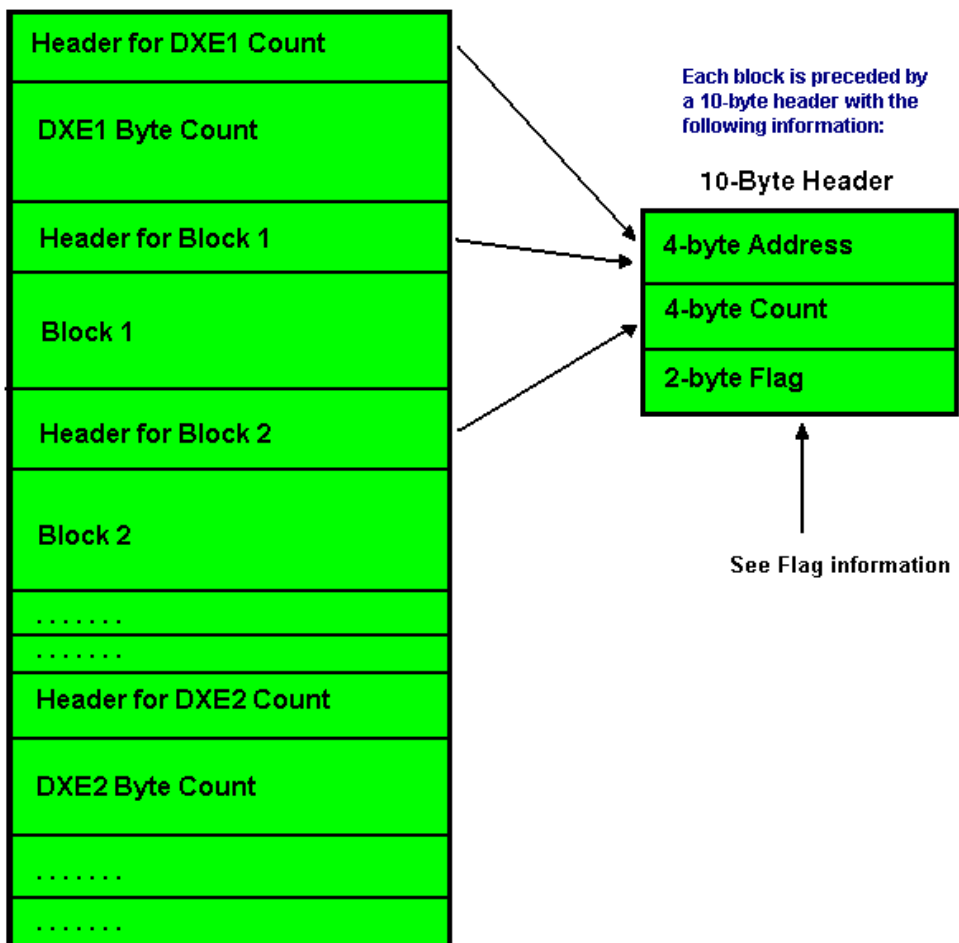 Header for DXE1 Count
DXE1 Byte Count
Header for Block 1
Block 1
Header for Block 2
Block 2
. . . . . . .
. . . . . . .
Header for DXE2 Count
DXE2 Byte Count
. . . . . . .
. . . . . . .
Each block is preceded by
a 10-byte header with the
following information:
10-Byte Header
4-byte Address
4-byte Count
2-byte Flag
See Flag information